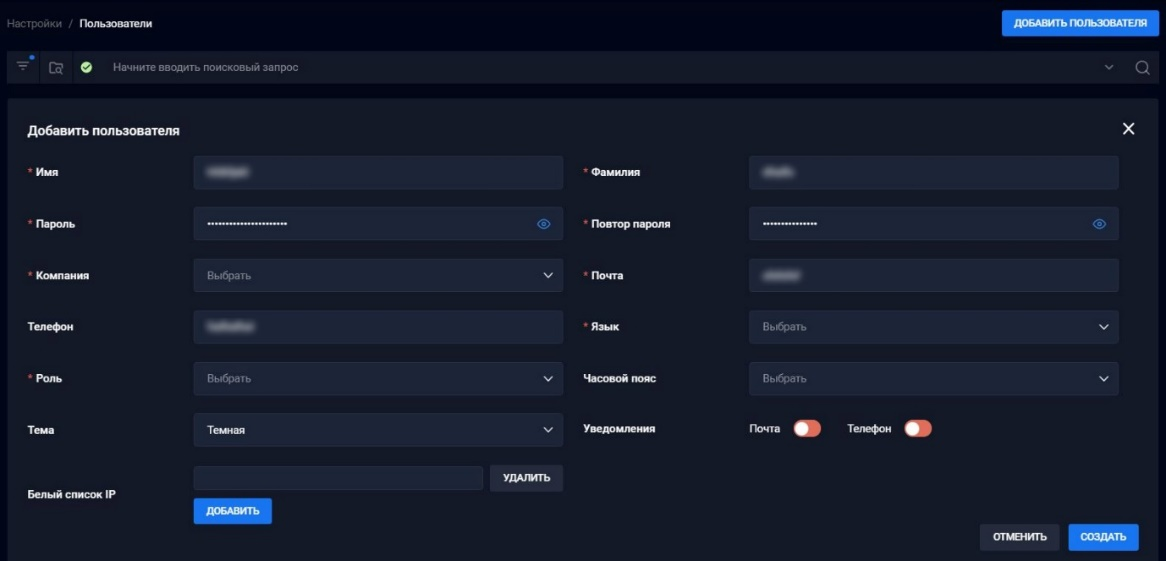 Настройки / Пользователи
ДОБАВИТЬ ПОЛЬЗОВАТЕЛЯ
Начните вводить поисковый запрос
Добавить пользователя
* Имя
* Фамилия
* Пароль
* Повтор пароля
* Компания Выбрать
* Почта
Телефон
* Язык Выбрать
* Роль Выбрать
Часовой пояс Выбрать
Тема Темная
Уведомления Почта Телефон
Белый список IP
УДАЛИТЬ
ДОБАВИТЬ
ОТМЕНИТЬ СОЗДАТЬ